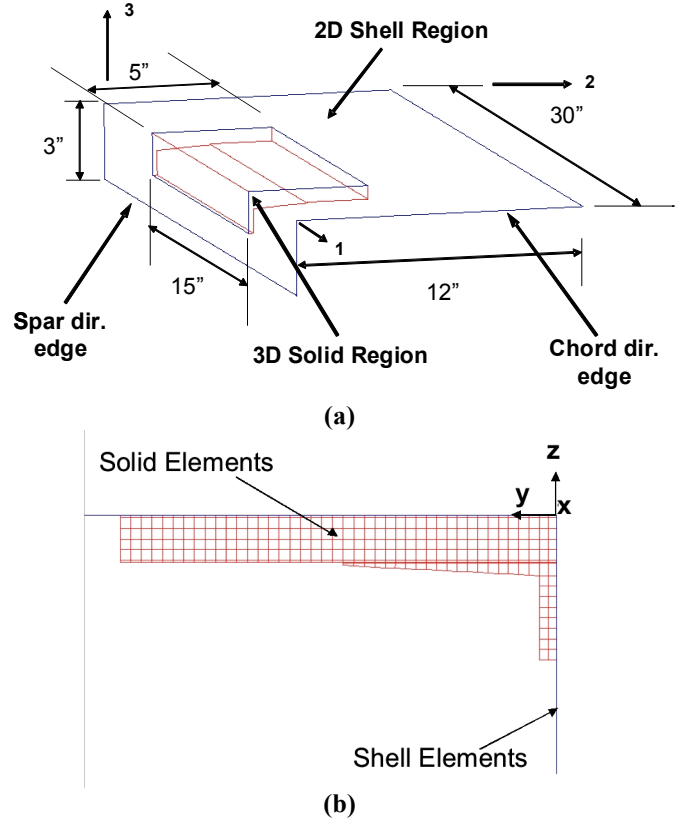 3
2D Shell Region
5”
2
30”
3”
1
15”
12”
Spar dir.
edge
3D Solid Region
Chord dir.
edge
(a)
Solid Elements
z
y
x
Shell Elements
(b)